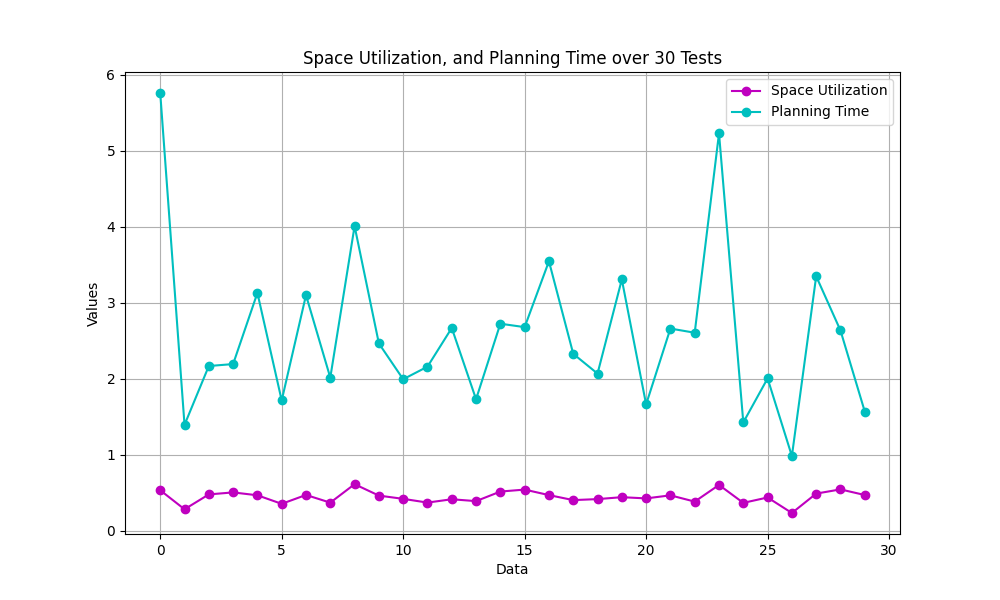 Space Utilization, and Planning Time over 30 Tests
Space Utilization
Planning Time
Values
6
5
4
3
2
1
0
0 5 10 15 20 25 30
Data